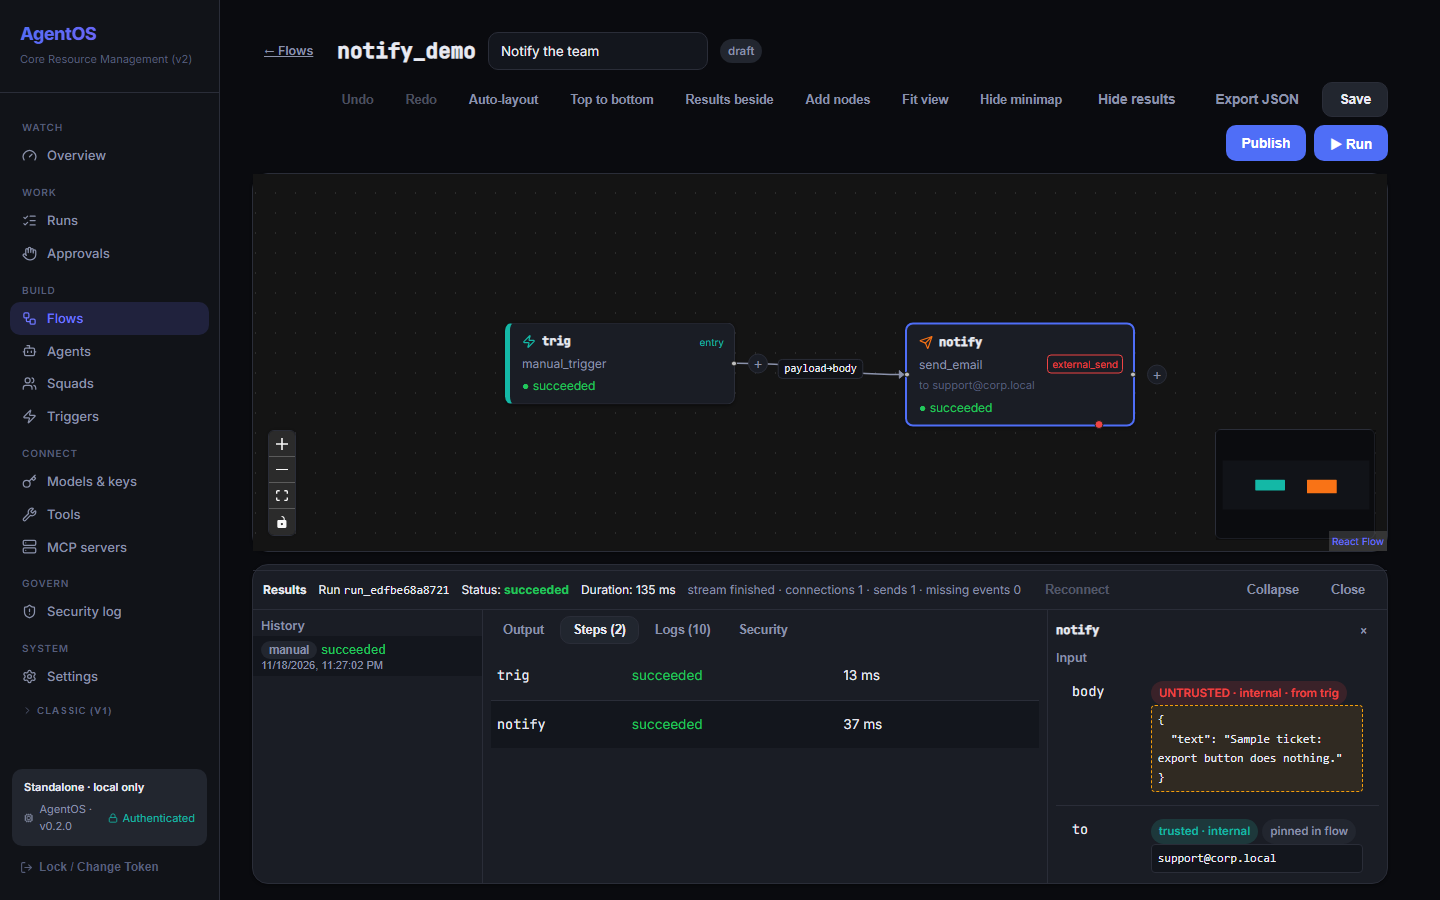 AgentOS
Core Resource Management (v2)
WATCH
Overview
WORK
Runs
Approvals
BUILD
Flows
Agents
Squads
Triggers
CONNECT
Models & keys
Tools
MCP servers
GOVERN
Security log
SYSTEM
Settings
CLASSIC (V1)
Standalone · local only
AgentOS · v0.2.0
Authenticated
Lock / Change Token
← Flows
notify_demo
Notify the team
draft
Undo
Redo
Auto-layout
Top to bottom
Results beside
Add nodes
Fit view
Hide minimap
Hide results
Export JSON
Save
Publish
▶ Run
trig
entry
manual_trigger
succeeded
payload→body
notify
send_email
external_send
to support@corp.local
succeeded
React Flow
Results
Run run_edfbe68a8721
Status: succeeded
Duration: 135 ms
stream finished · connections 1 · sends 1 · missing events 0
Reconnect
Collapse
Close
History
manual succeeded
11/18/2026, 11:27:02 PM
Output
Steps (2)
Logs (10)
Security
trig succeeded 13 ms
notify succeeded 37 ms
notify
×
Input
body
UNTRUSTED · internal · from trig
{
"text": "Sample ticket:
export button does nothing."
}
to
trusted · internal
pinned in flow
support@corp.local